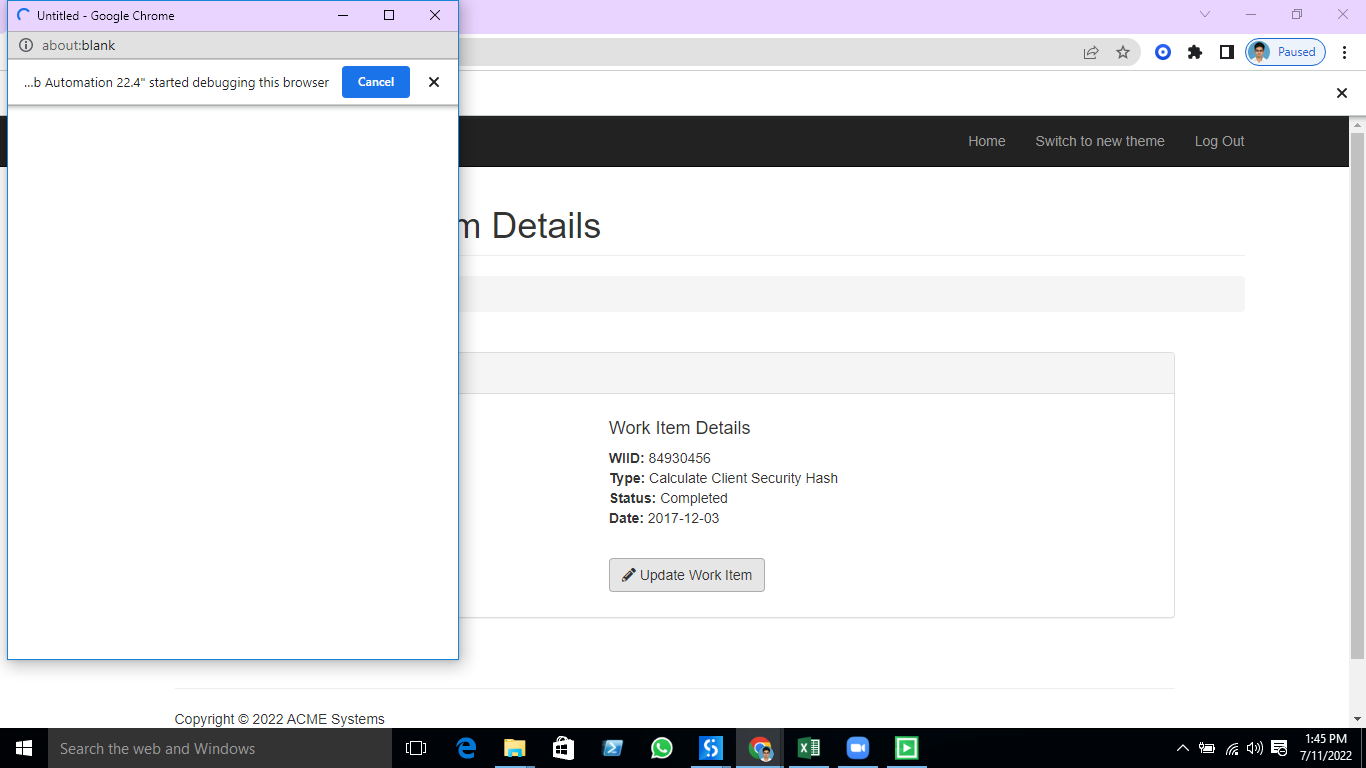 Untitled - Google Chrome
about:blank
Paused
...b Automation 22.4" started debugging this browser
Cancel
Home
Switch to new theme
Log Out
m Details
Work Item Details
WIID: 84930456
Type: Calculate Client Security Hash
Status: Completed
Date: 2017-12-03
Update Work Item
Copyright © 2022 ACME Systems
Search the web and Windows
1:45 PM
7/11/2022